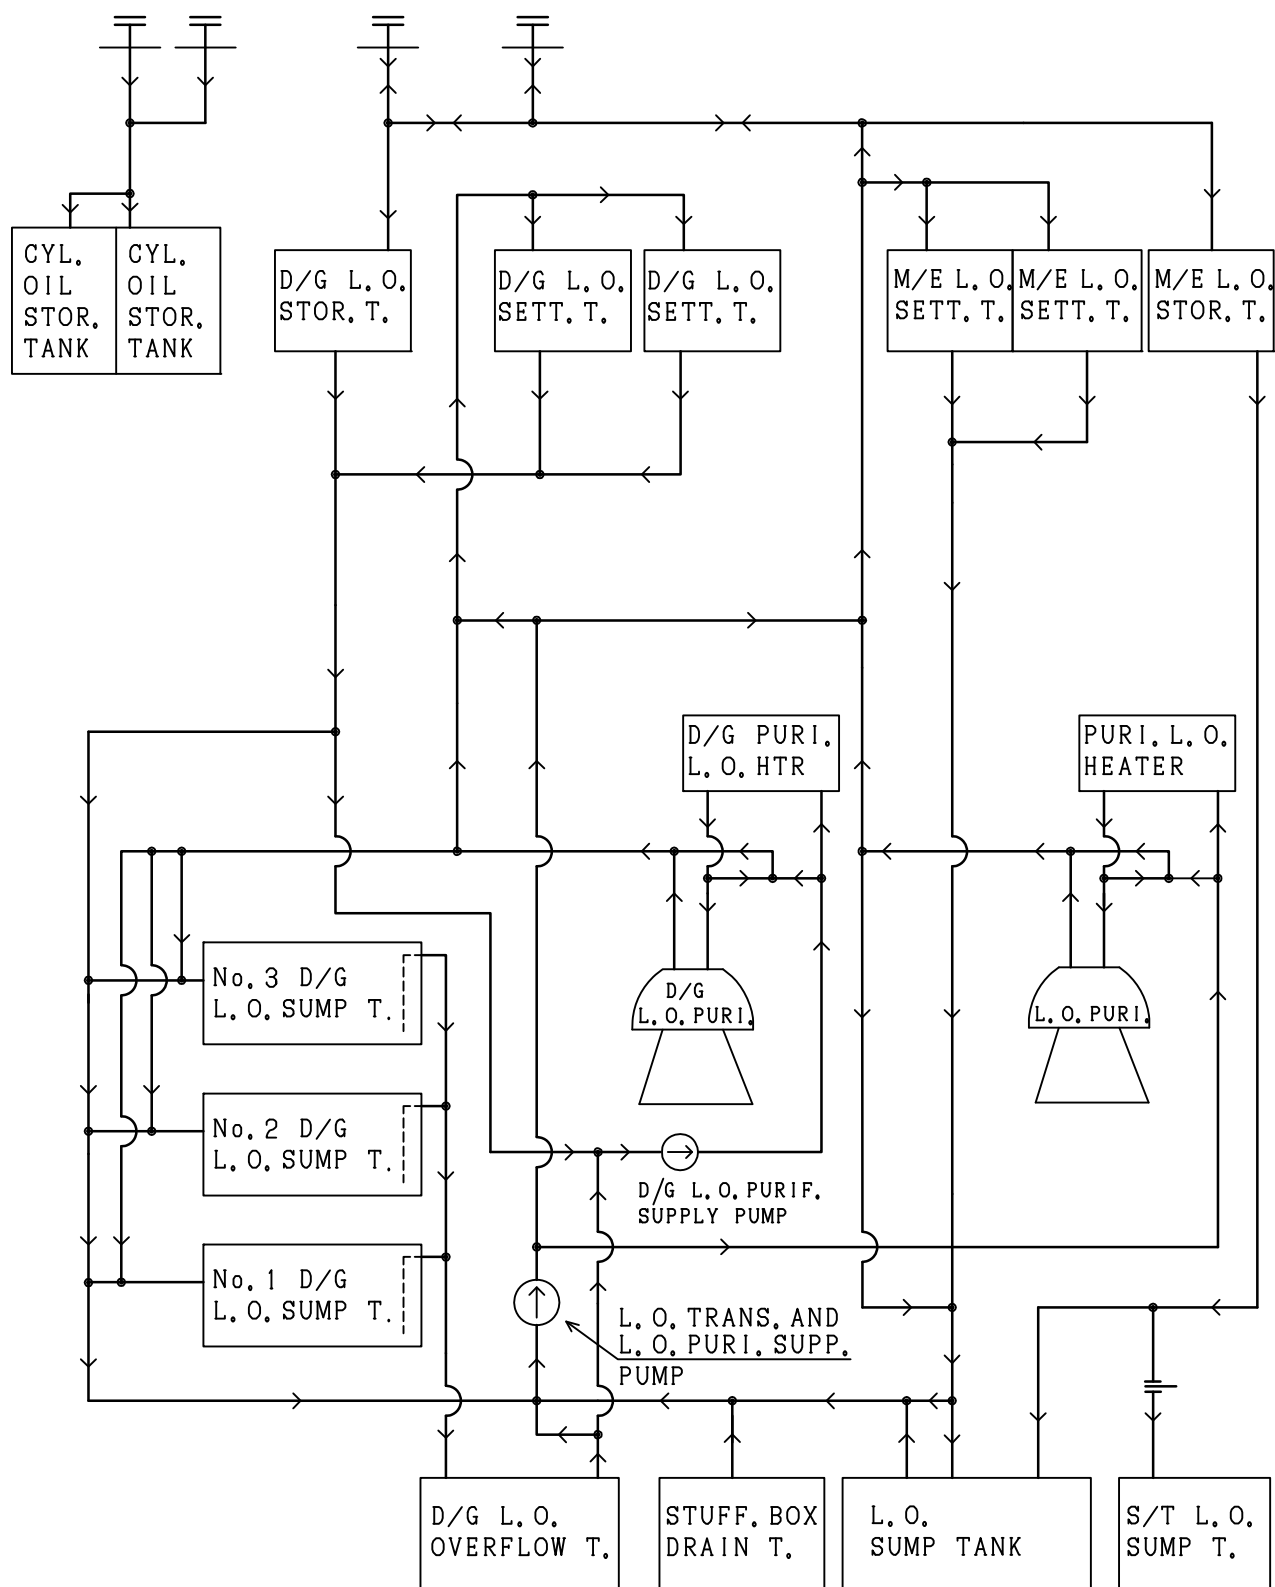 CYL.
OIL
STOR.
TANK
CYL.
OIL
STOR.
TANK
D/G L.O.
STOR.T.
D/G L.O.
SETT.T.
D/G L.O.
SETT.T.
M/E L.O.
SETT.T.
M/E L.O.
SETT.T.
M/E L.O.
STOR.T.
D/G PURI.
L.O.HTR
PURI.L.O.
HEATER
D/G
L.O.PURI.
L.O.PURI.
No.3 D/G
L.O.SUMP T.
No.2 D/G
L.O.SUMP T.
No.1 D/G
L.O.SUMP T.
D/G L.O.PURIF.
SUPPLY PUMP
L.O.TRANS.AND
L.O.PURI.SUPP.
PUMP
D/G L.O.
OVERFLOW T.
STUFF.BOX
DRAIN T.
L.O.
SUMP TANK
S/T L.O.
SUMP T.